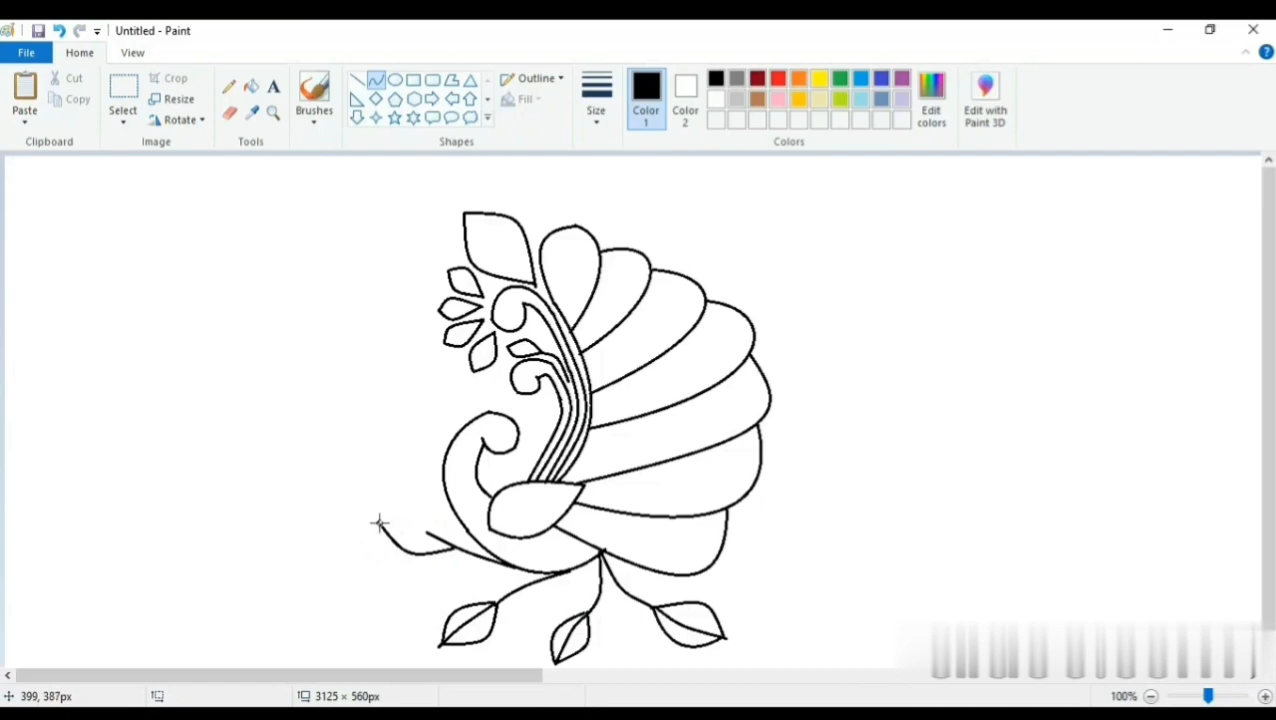 Untitled - Paint
File Home View
Paste
Cut
Copy
Clipboard
Select
Crop
Resize
Rotate
Image
A
Tools
Brushes
Shapes
Outline
Fill
Size
Color
1
Color
2
Edit
colors
Edit with
Paint 3D
Colors
399, 387px 3125 × 560px 100%